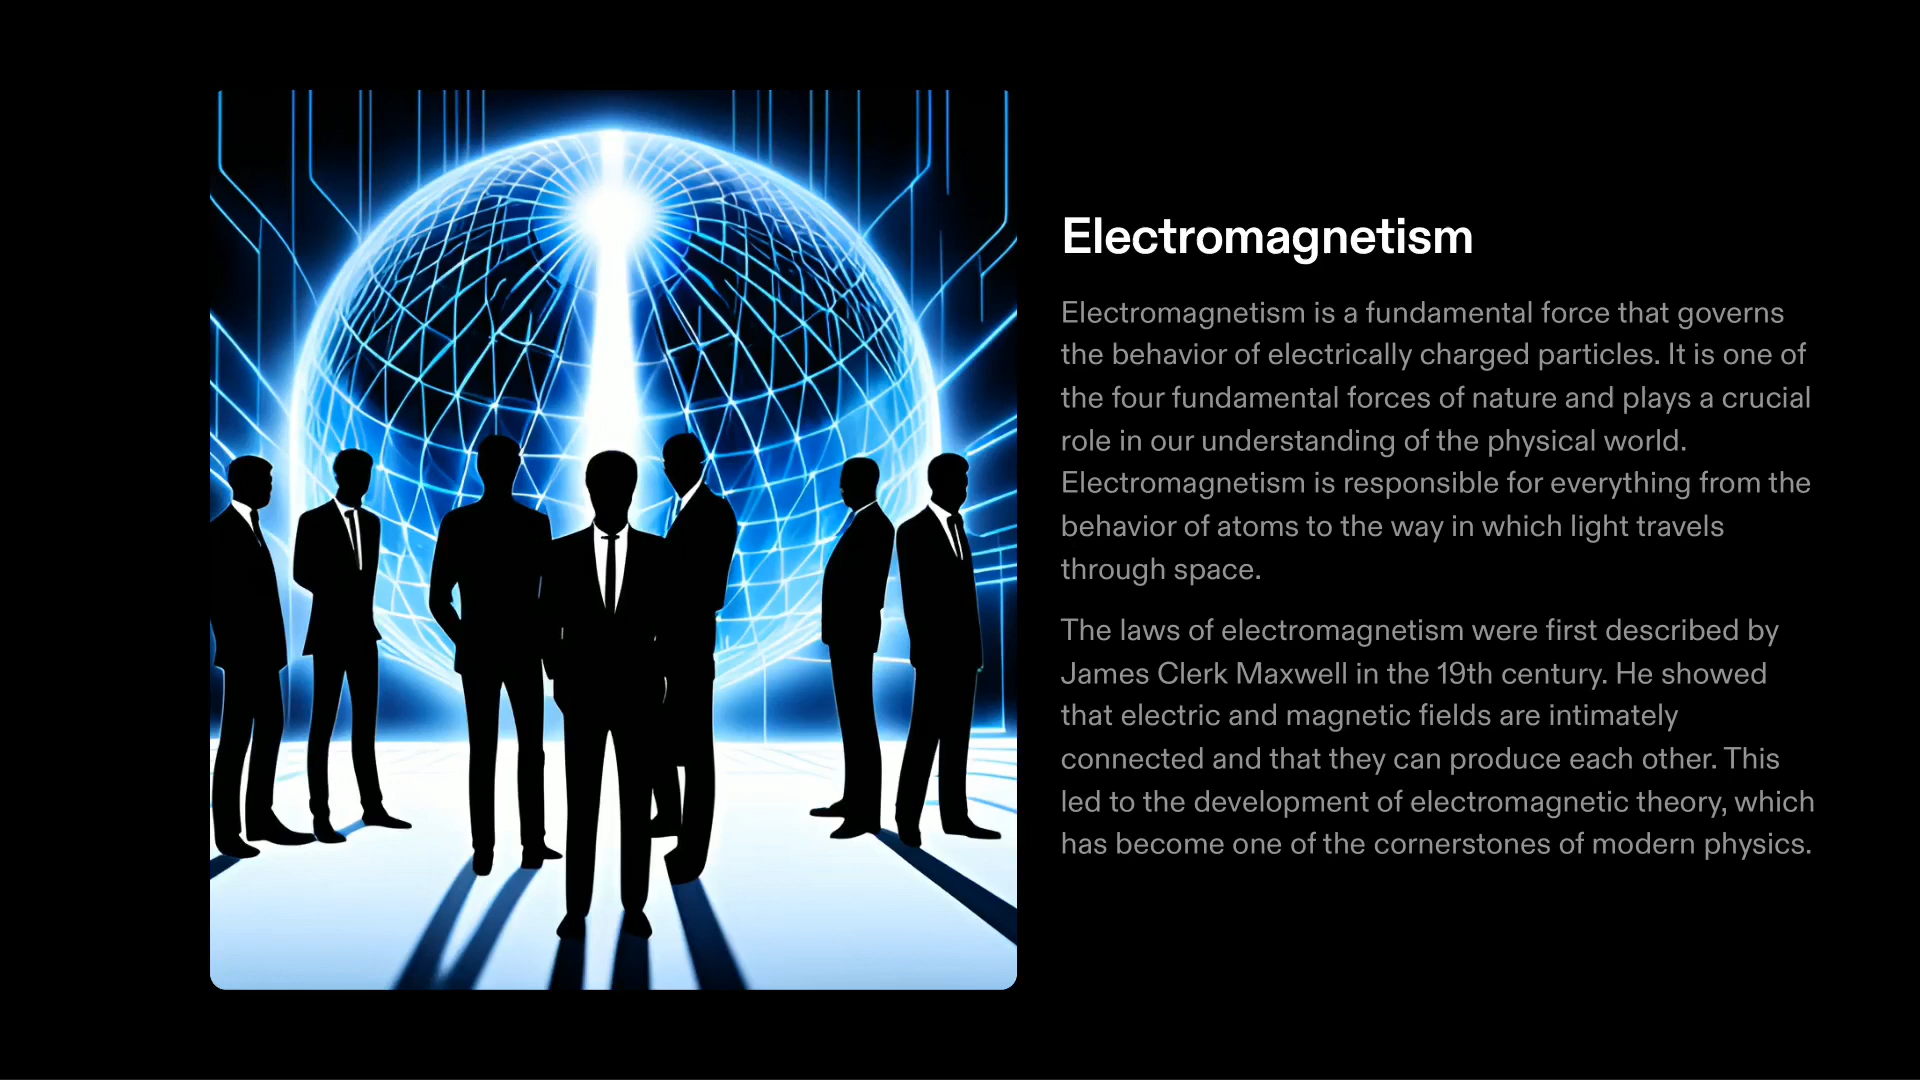 Electromagnetism
Electromagnetism is a fundamental force that governs
the behavior of electrically charged particles. It is one of
the four fundamental forces of nature and plays a crucial
role in our understanding of the physical world.
Electromagnetism is responsible for everything from the
behavior of atoms to the way in which light travels
through space.
The laws of electromagnetism were first described by
James Clerk Maxwell in the 19th century. He showed
that electric and magnetic fields are intimately
connected and that they can produce each other. This
led to the development of electromagnetic theory, which
has become one of the cornerstones of modern physics.